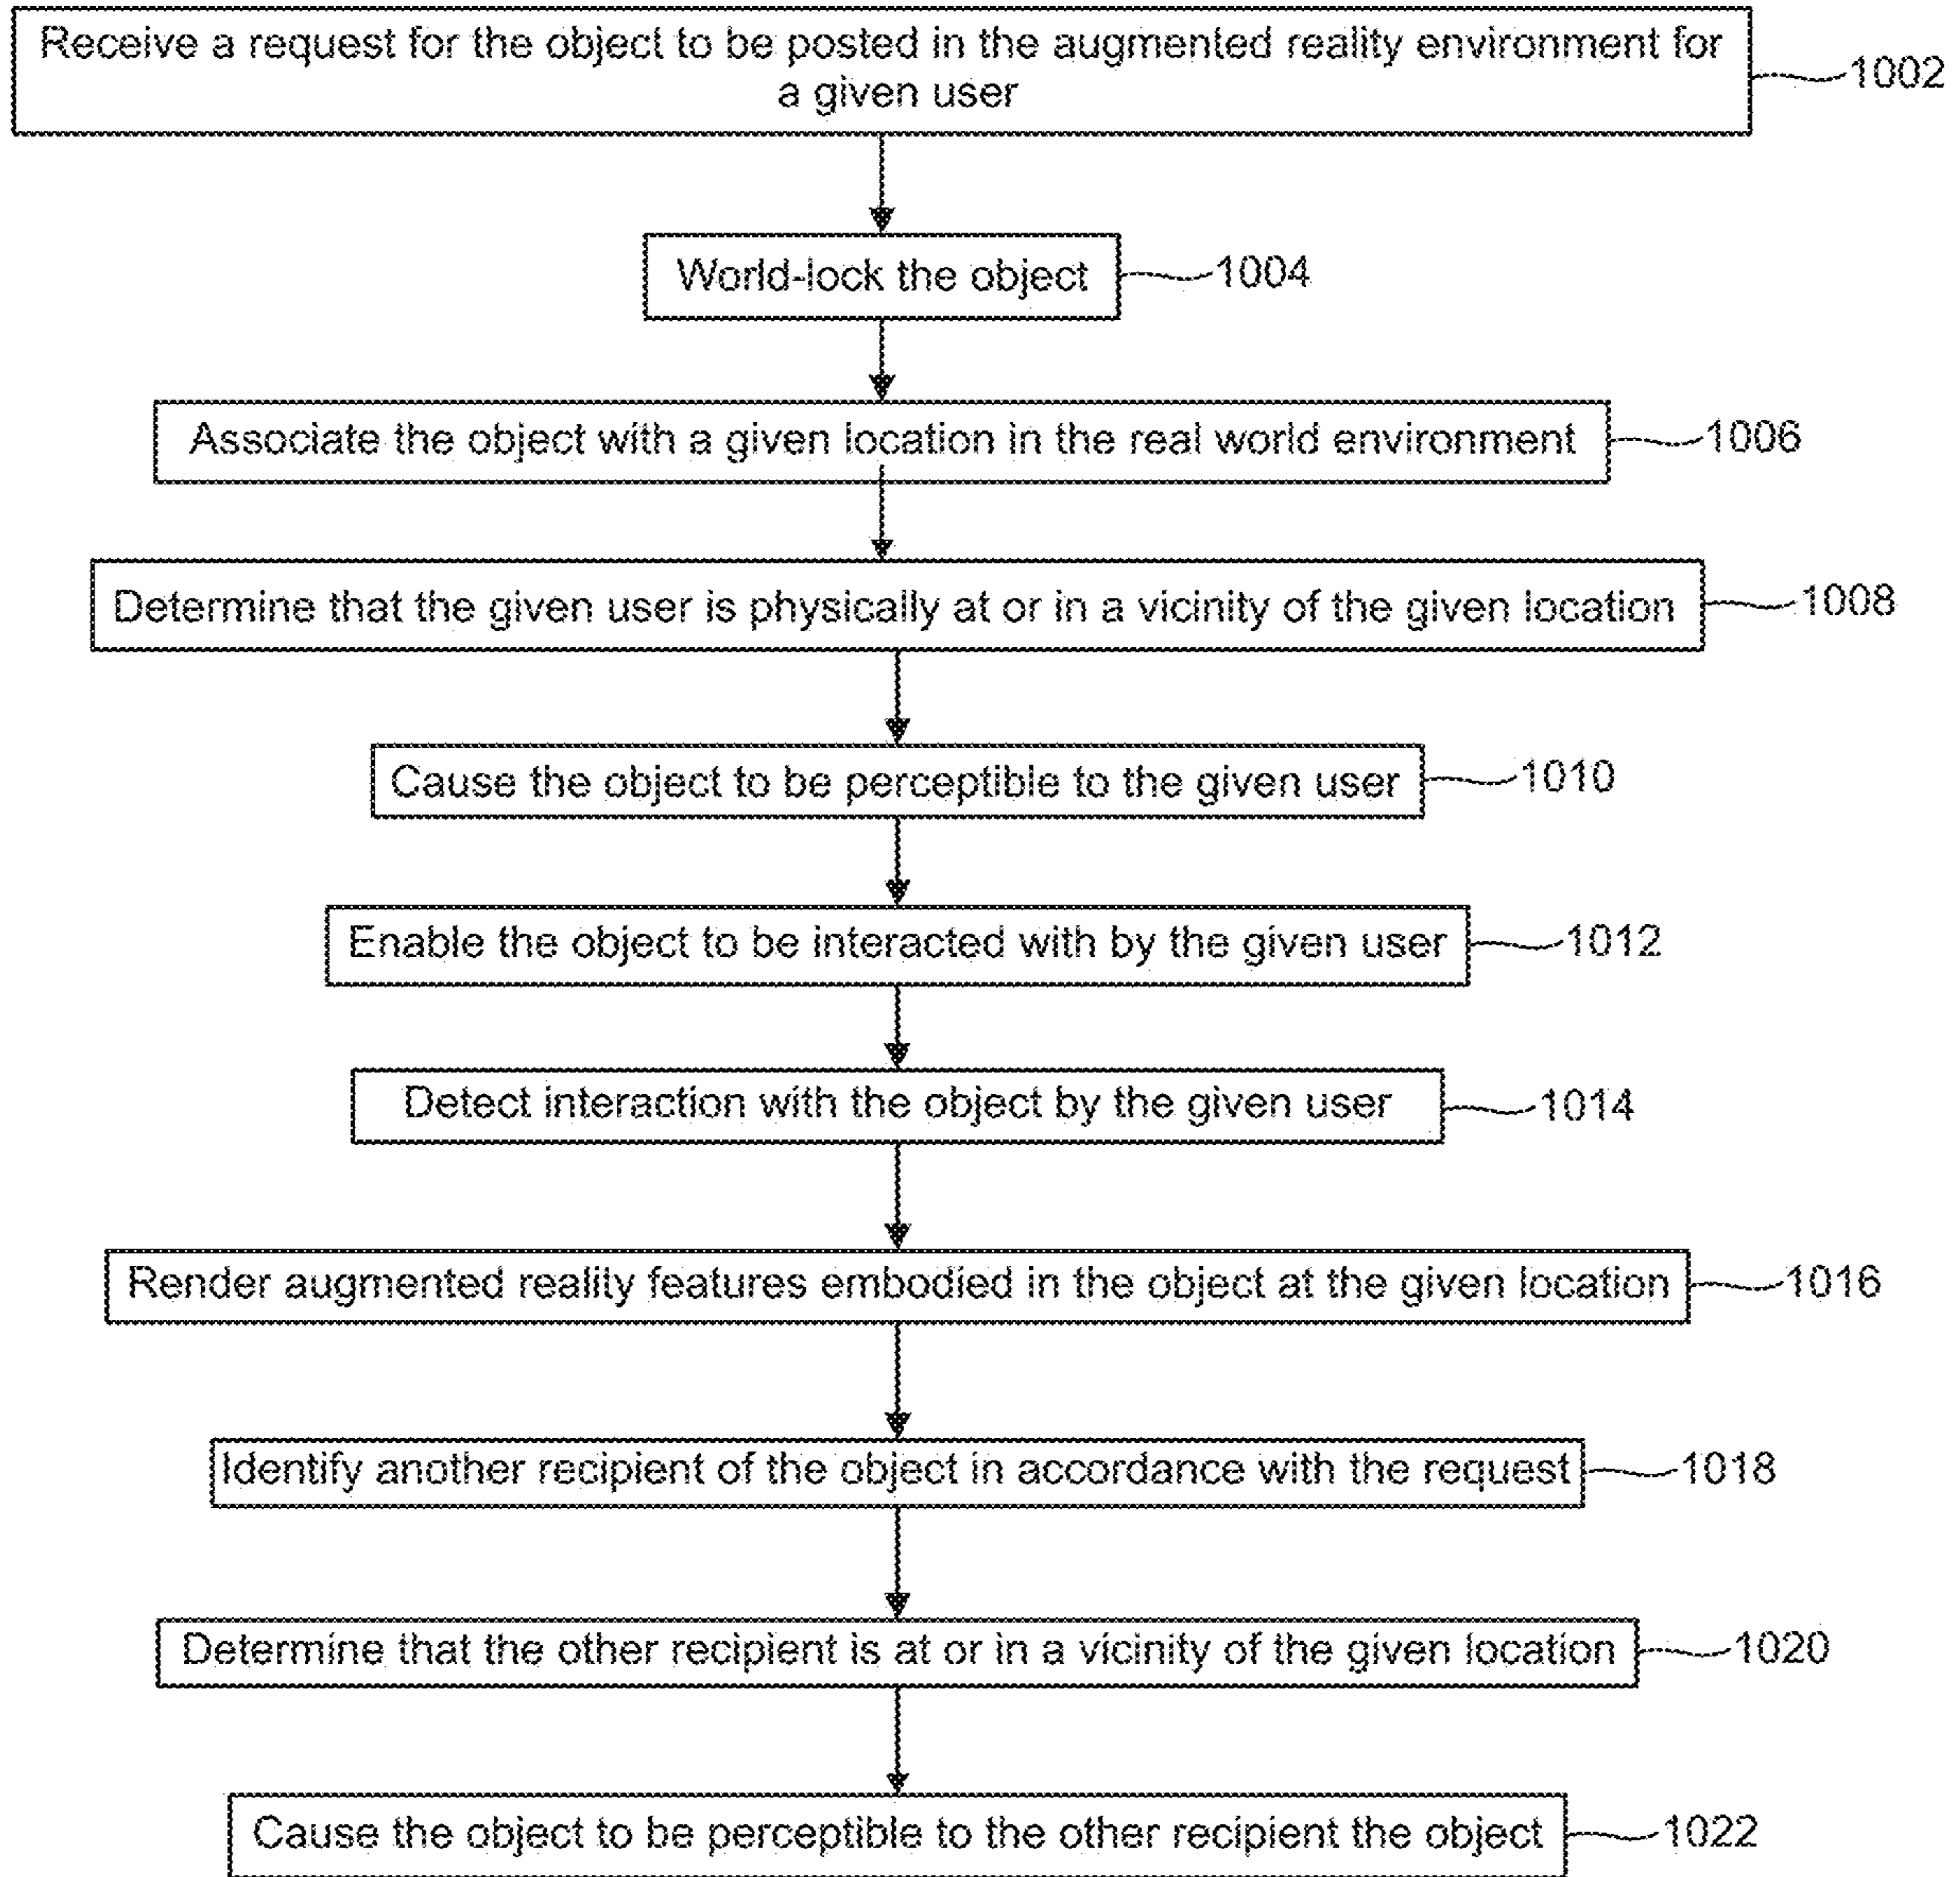 Receive a request for the object to be posted in the augmented reality environment for
a given user
1002
World-lock the object
1004
Associate the object with a given location in the real world environment
1006
Determine that the given user is physically at or in a vicinity of the given location
1008
Cause the object to be perceptible to the given user
1010
Enable the object to be interacted with by the given user
1012
Detect interaction with the object by the given user
1014
Render augmented reality features embodied in the object at the given location
1016
Identify another recipient of the object in accordance with the request
1018
Determine that the other recipient is at or in a vicinity of the given location
1020
Cause the object to be perceptible to the other recipient the object
1022